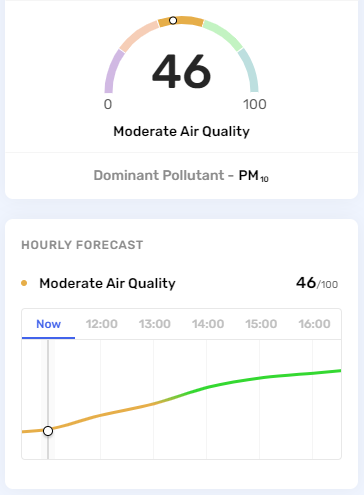 46
0 100
Moderate Air Quality
Dominant Pollutant - PM₁₀
HOURLY FORECAST
Moderate Air Quality 46/100
Now 12:00 13:00 14:00 15:00 16:00